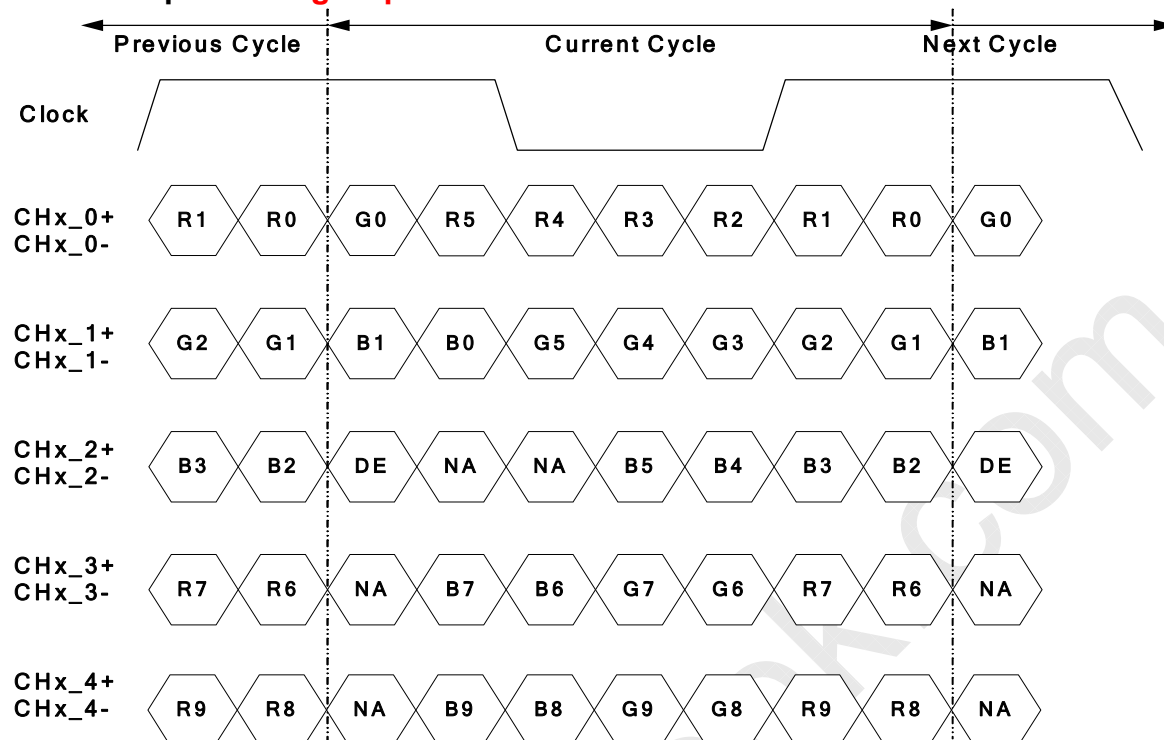 Previous Cycle Current Cycle Next Cycle
Clock
CHx_0+
CHx_0-
R1 R0 G0 R5 R4 R3 R2 R1 R0 G0
CHx_1+
CHx_1-
G2 G1 B1 B0 G5 G4 G3 G2 G1 B1
CHx_2+
CHx_2-
B3 B2 DE NA NA B5 B4 B3 B2 DE
CHx_3+
CHx_3-
R7 R6 NA B7 B6 G7 G6 R7 R6 NA
CHx_4+
CHx_4-
R9 R8 NA B9 B8 G9 G8 R9 R8 NA